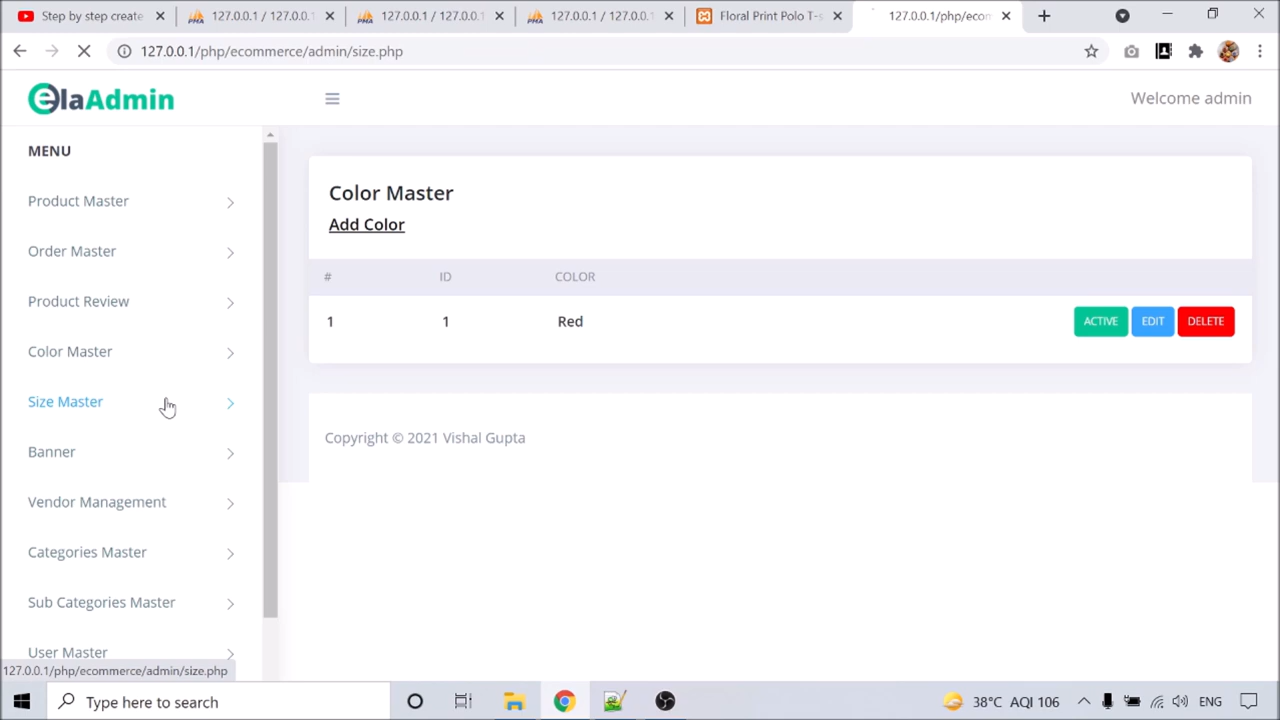 Step by step create
127.0.0.1 / 127.0.0.1
127.0.0.1 / 127.0.0.1
127.0.0.1 / 127.0.0.1
Floral Print Polo T-s
127.0.0.1/php/ecom
127.0.0.1/php/ecommerce/admin/size.php
elaAdmin
Welcome admin
MENU
Product Master
Order Master
Product Review
Color Master
Size Master
Banner
Vendor Management
Categories Master
Sub Categories Master
User Master
Color Master
Add Color
# ID COLOR
1 1 Red ACTIVE EDIT DELETE
Copyright © 2021 Vishal Gupta
127.0.0.1/php/ecommerce/admin/size.php
Type here to search
38°C AQI 106
ENG